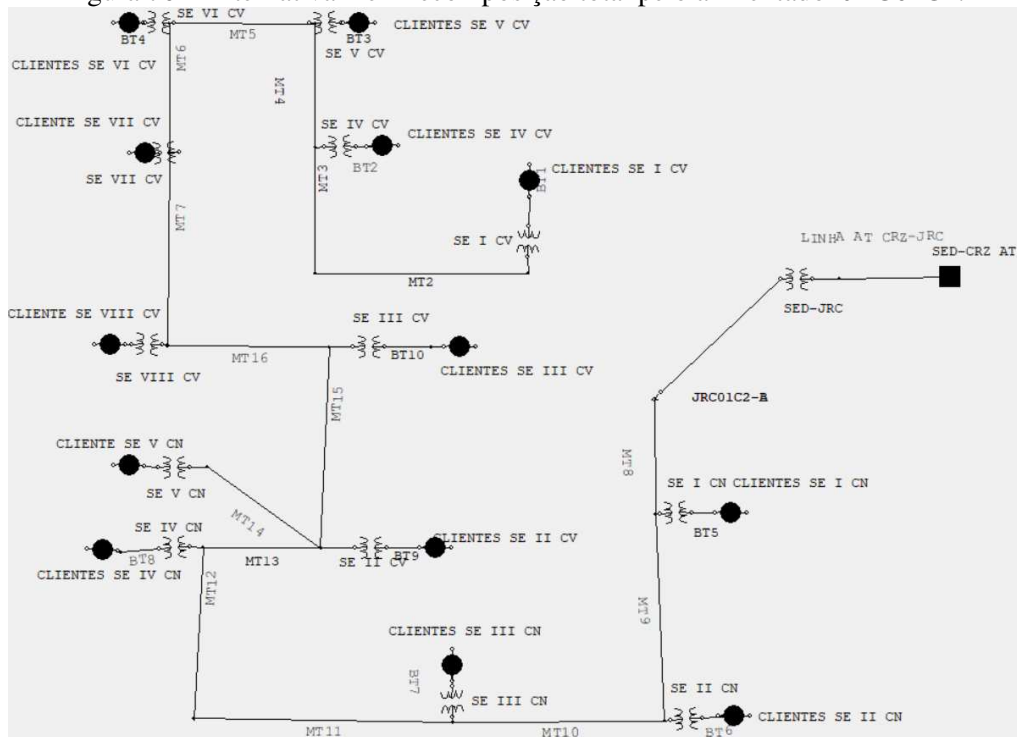 SE VI CV
BT4
MT5
BT3
CLIENTES SE V CV
SE V CV
MT6
CLIENTES SE VI CV
MT4
CLIENTE SE VII CV
SE IV CV
CLIENTES SE IV CV
BT2
SE VII CV
MT3
BT1
CLIENTES SE I CV
MT7
SE I CV
MT2
LINHA AT CRZ-JRC
SED-CRZ AT
SED-JRC
CLIENTE SE VIII CV
SE III CV
MT16
BT10
CLIENTES SE III CV
SE VIII CV
MT15
JRC01C2-A
CLIENTE SE V CN
SE V CN
MT14
MT8
SE I CN
CLIENTES SE I CN
BT5
SE IV CN
BT8
CLIENTES SE IV CN
MT13
SE II CV
BT9
CLIENTES SE II CV
MT12
MT9
CLIENTES SE III CN
BT7
SE III CN
SE II CN
CLIENTES SE II CN
BT6
MT11
MT10